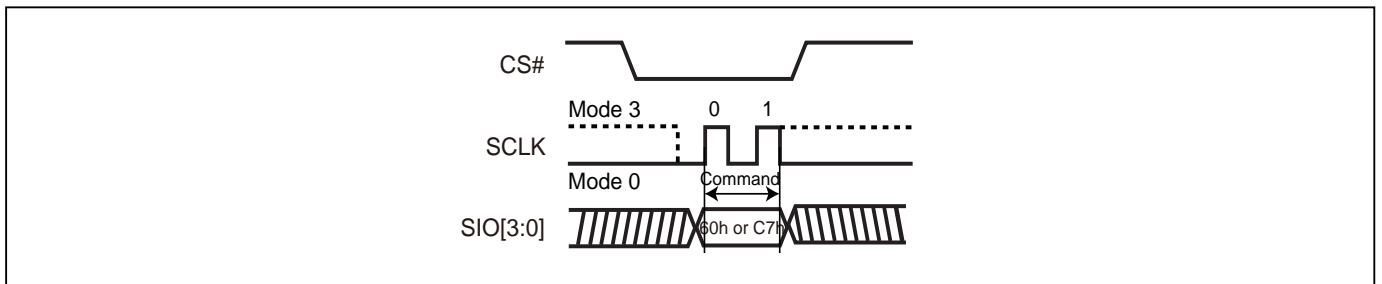 CS#
Mode 3 0 1
SCLK
Mode 0 Command
SIO[3:0] 60h or C7h